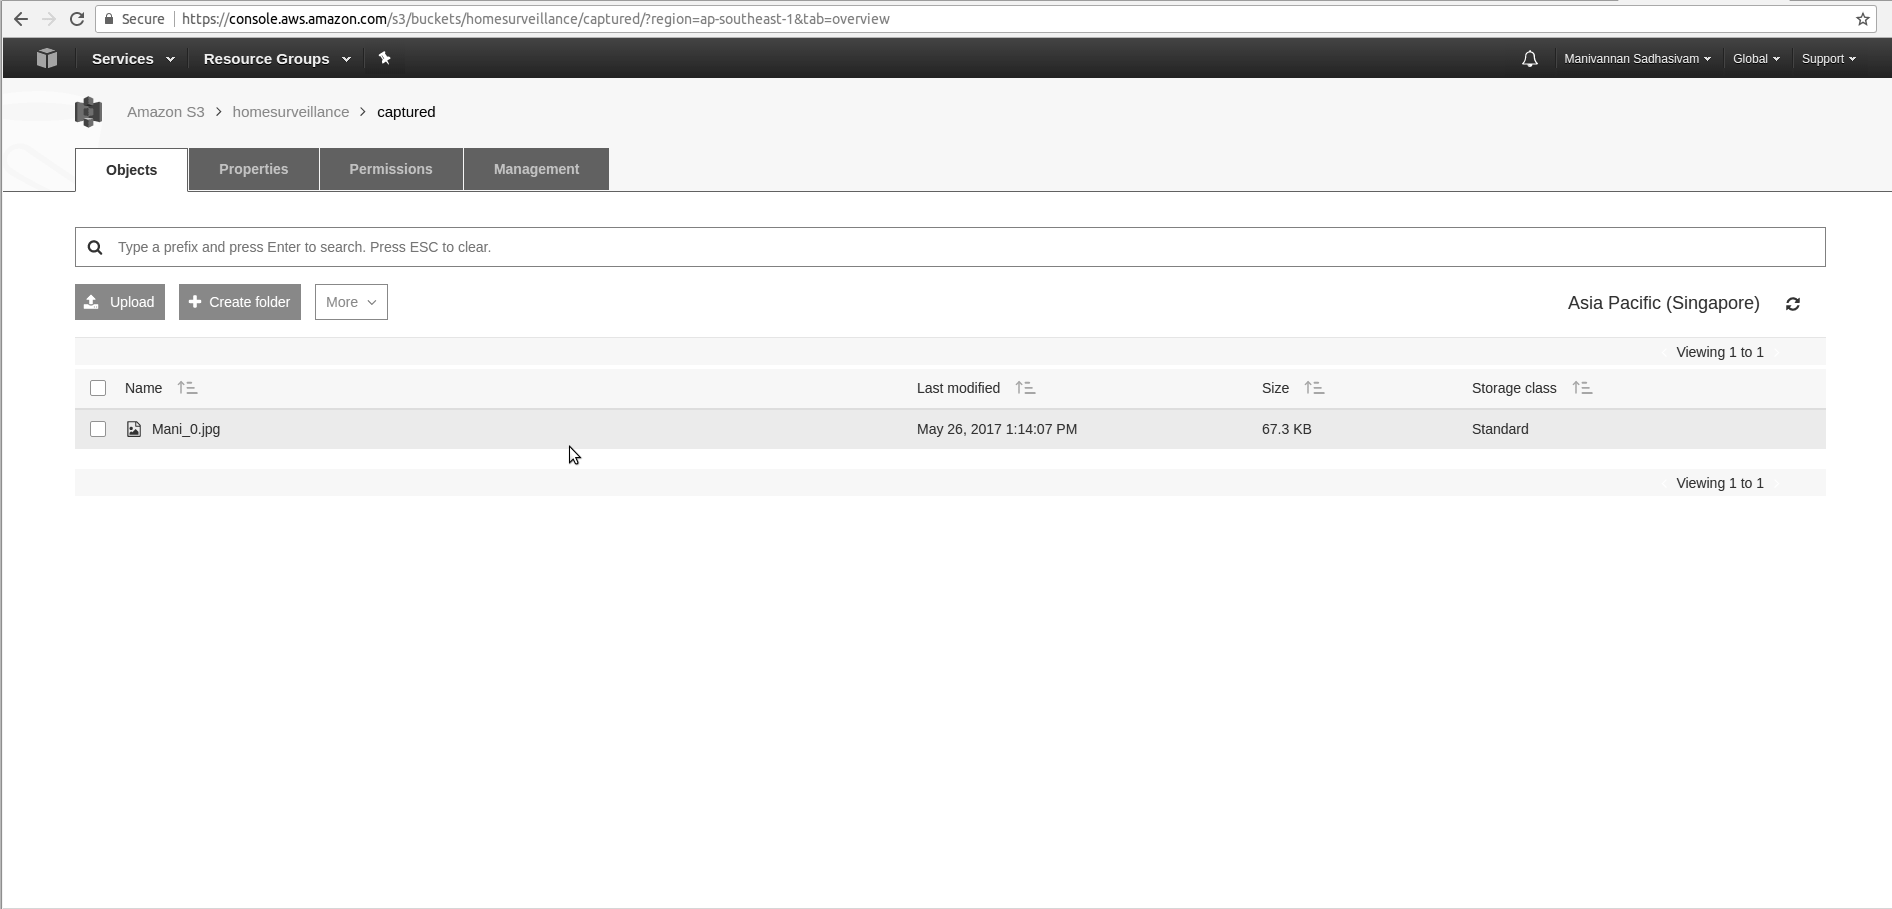 Secure https://console.aws.amazon.com/s3/buckets/homesurveillance/captured/?region=ap-southeast-1&tab=overview
Services Resource Groups Manivannan Sadhasivam Global Support
Amazon S3 > homesurveillance > captured
Objects Properties Permissions Management
Type a prefix and press Enter to search. Press ESC to clear.
Upload Create folder More Asia Pacific (Singapore)
Viewing 1 to 1
Name Last modified Size Storage class
Mani_0.jpg May 26, 2017 1:14:07 PM 67.3 KB Standard
Viewing 1 to 1